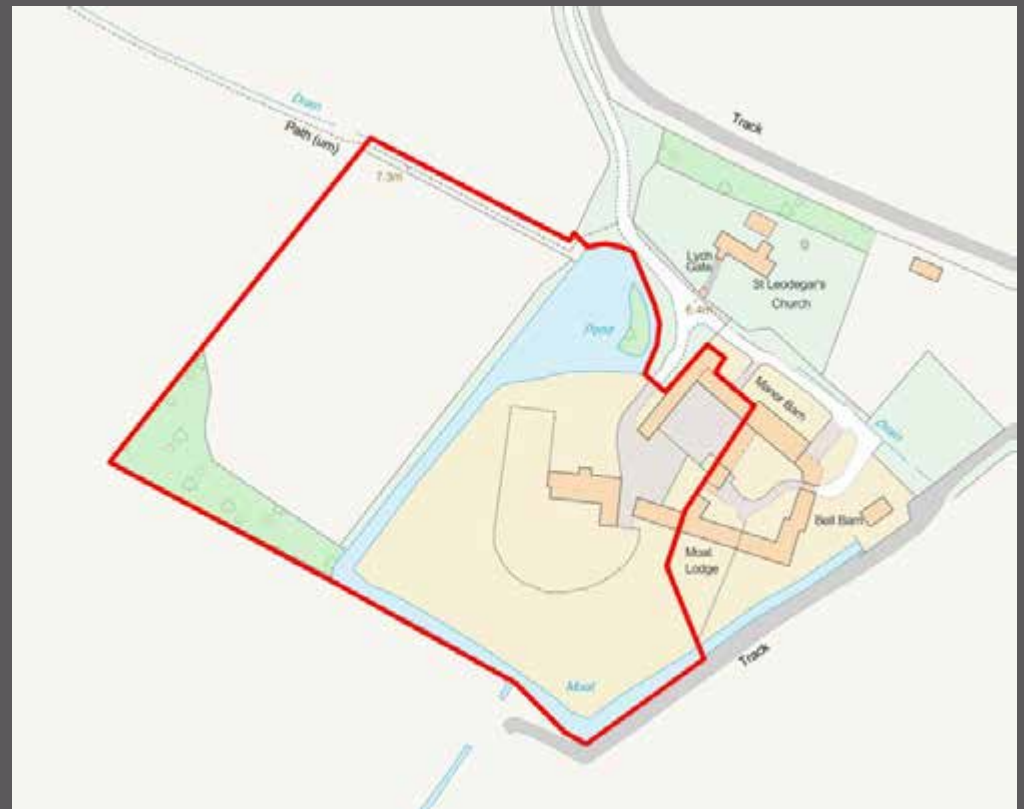 Drain
Path (um)
7.3m
Track
Lych
Gate
St Leodegar's
Church
6.4m
Pond
Manor Barn
Drain
Bell Barn
Moat
Lodge
Track
Moat